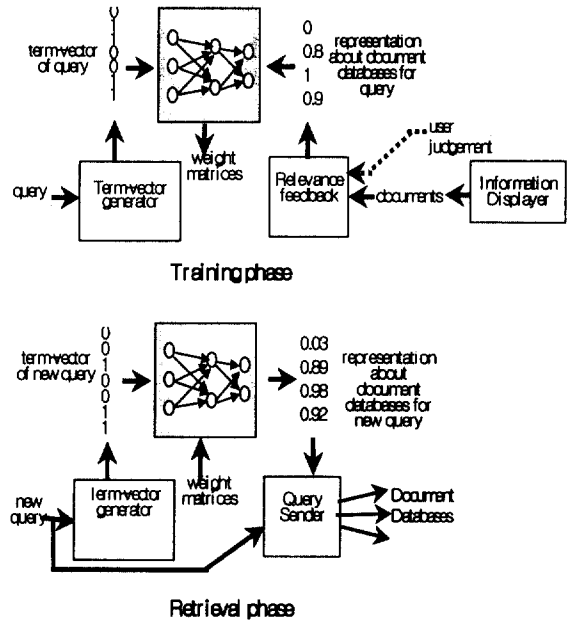 term-vector
of query
0
0
0
0.8
1
0.9
representation
about document
databases for
query
weight
matrices
user
judgement
query
Term-vector
generator
Relevance
feedback
documents
Information
Displayer
Training phase
term-vector
of new query
0
0
1
0
0
1
1
0.03
0.89
0.98
0.92
representation
about
document
databases for
new query
new
query
Term-vector
generator
weight
matrices
Query
Sender
Document
Databases
Retrieval phase